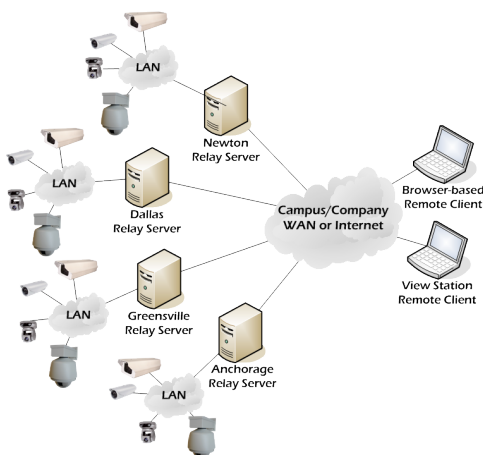 LAN
Newton
Relay Server
LAN
Dallas
Relay Server
Campus/Company
WAN or Internet
Browser-based
Remote Client
View Station
Remote Client
LAN
Greensville
Relay Server
LAN
Anchorage
Relay Server